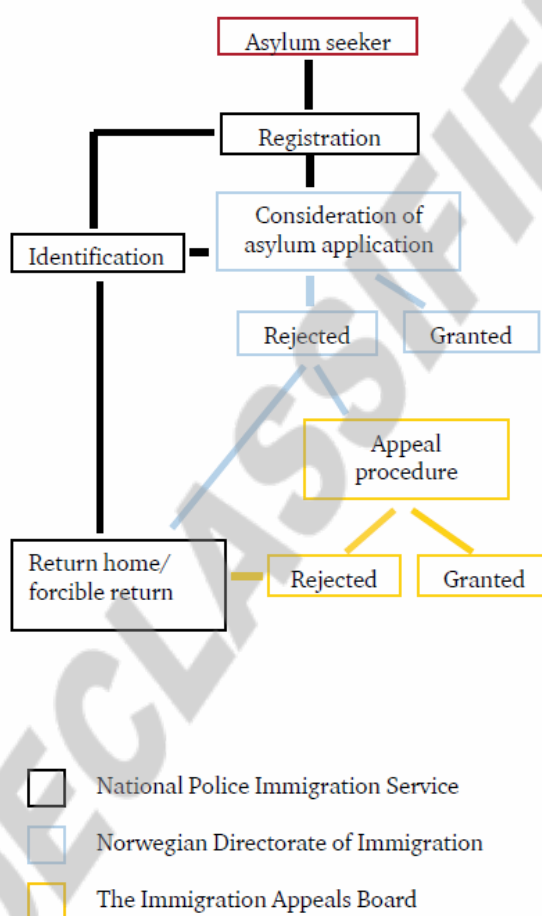 Asylum seeker
Registration
Consideration of
asylum application
Identification
Rejected
Granted
Appeal
procedure
Return home/
forcible return
Rejected
Granted
National Police Immigration Service
Norwegian Directorate of Immigration
The Immigration Appeals Board
DECLASSIFI